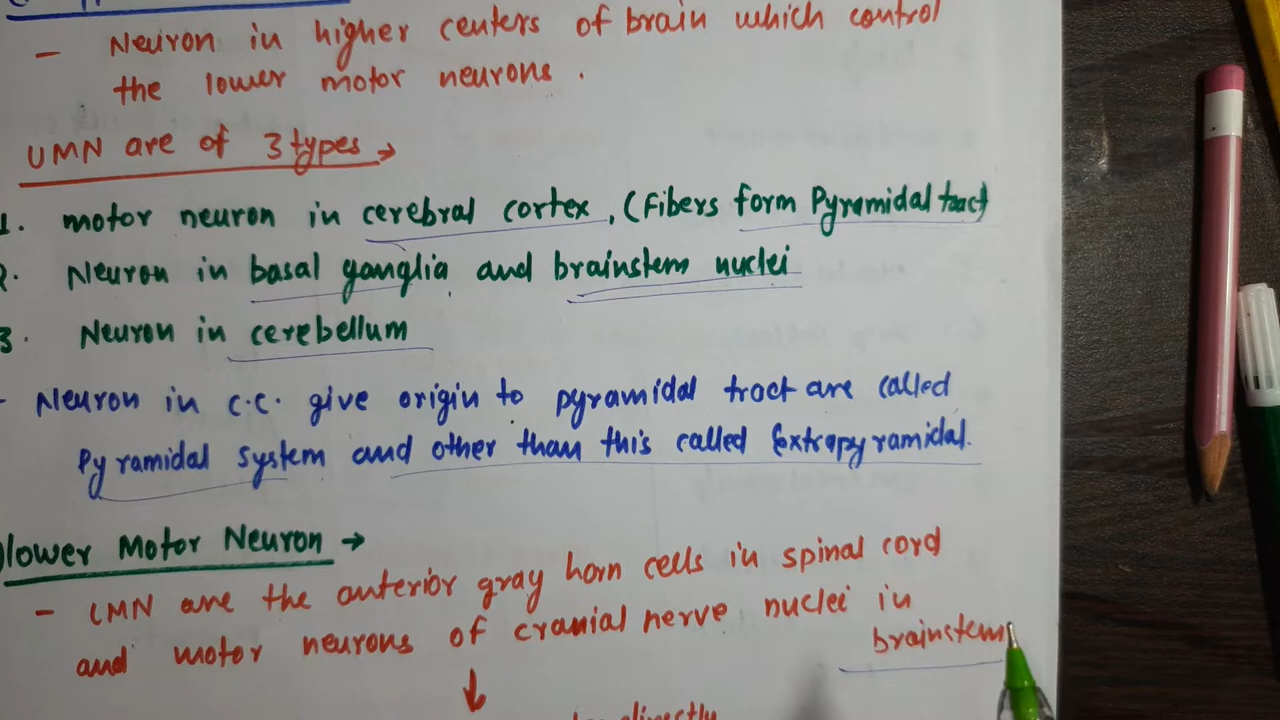 - Neuron in higher centers of brain which control
the lower motor neurons.
UMN are of 3 types →
1. motor neuron in cerebral cortex, (Fibers form Pyramidal tract)
2. Neuron in basal ganglia and brainstem nuclei
3. Neuron in cerebellum
- Neuron in c.c. give origin to pyramidal tract are called
Pyramidal system and other than this called Extrapyramidal.
lower Motor Neuron →
- LMN are the anterior gray horn cells in spinal cord
and motor neurons of cranial nerve nuclei in
brainstem
↓
directly